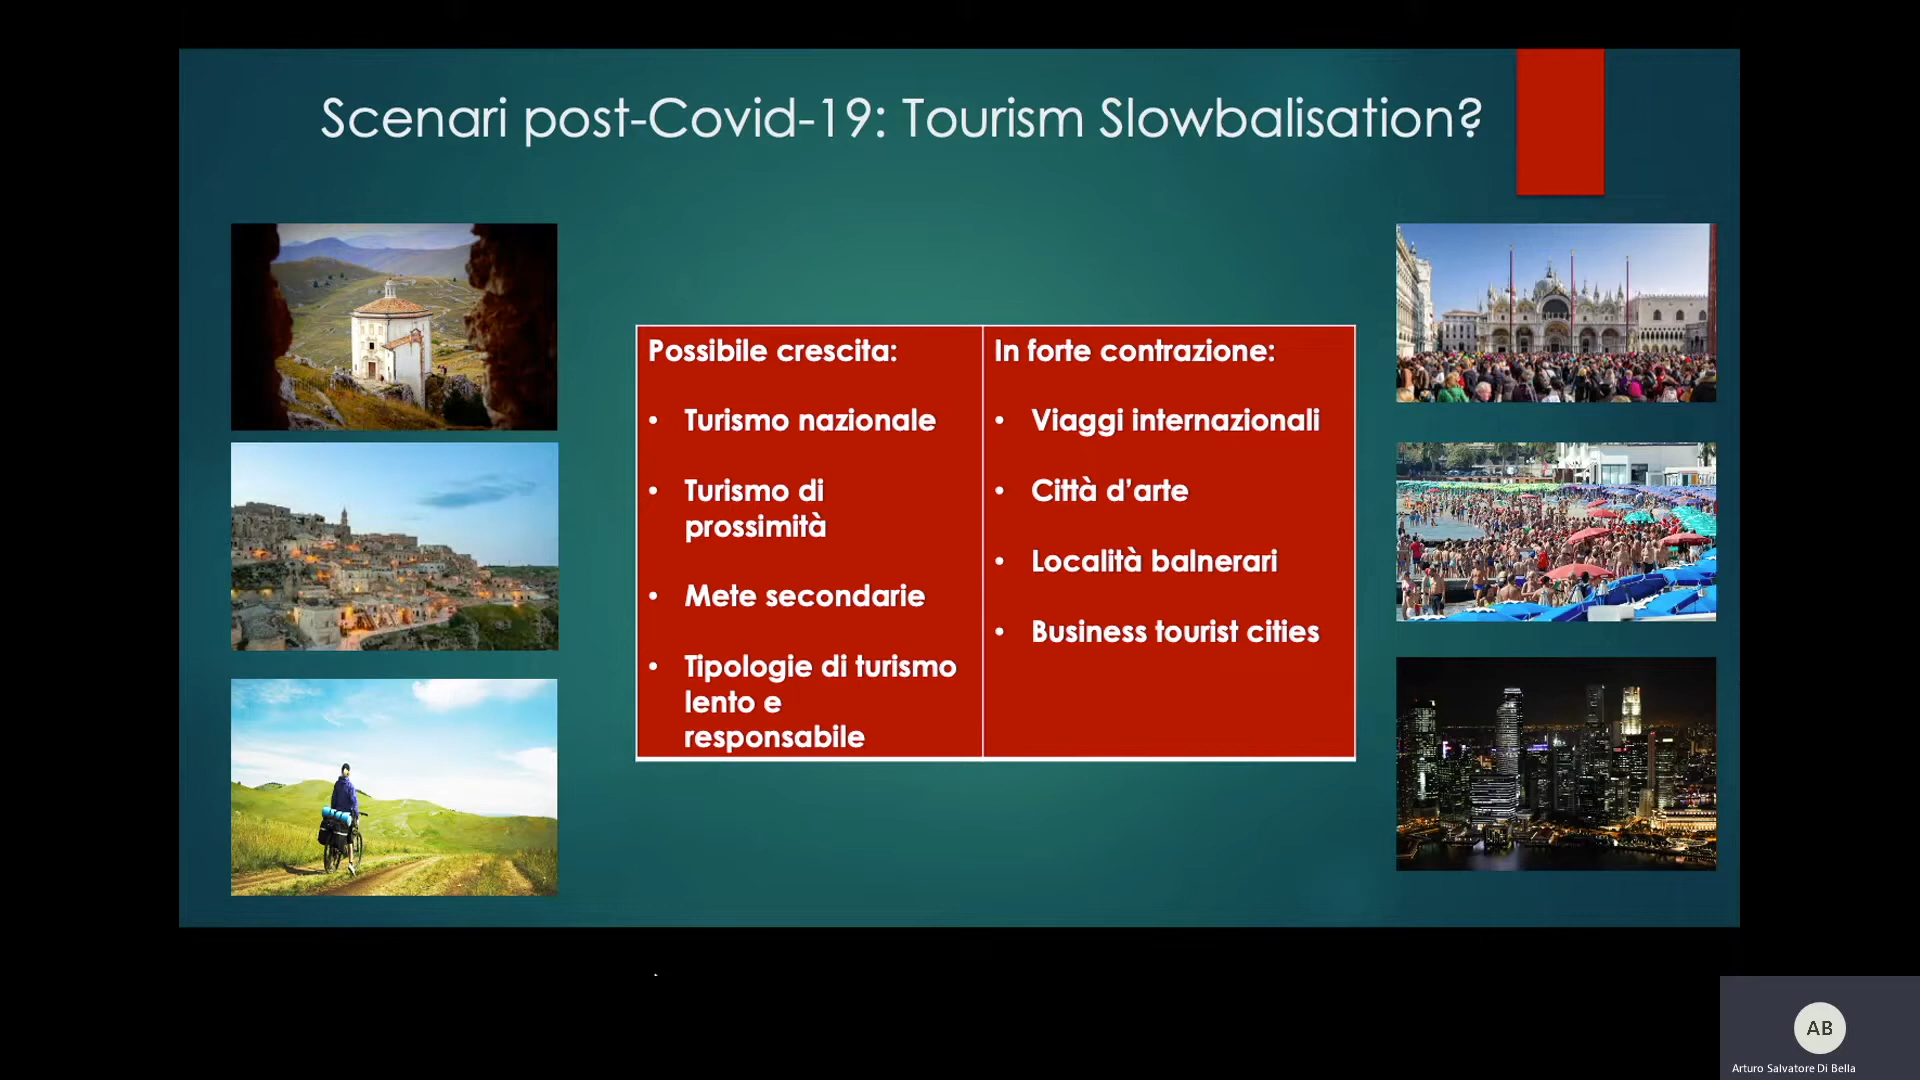 Scenari post-Covid-19: Tourism Slowbalisation?
Possibile crescita:
• Turismo nazionale
• Turismo di
prossimità
• Mete secondarie
• Tipologie di turismo
lento e
responsabile
In forte contrazione:
• Viaggi internazionali
• Città d’arte
• Località balnerari
• Business tourist cities
AB
Arturo Salvatore Di Bella